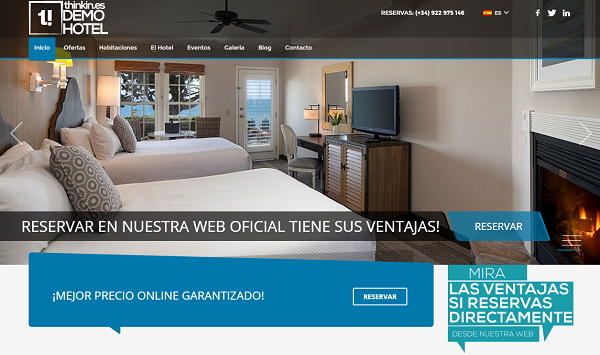 thinkin.es
DEMO
HOTEL
RESERVAS: (+34) 922 975 146
ES
Inicio Ofertas Habitaciones El Hotel Eventos Galeria Blog Contacto
RESERVAR EN NUESTRA WEB OFICIAL TIENE SUS VENTAJAS!
RESERVAR
¡MEJOR PRECIO ONLINE GARANTIZADO!
RESERVAR
MIRA
LAS VENTAJAS
SI RESERVAS
DIRECTAMENTE
DESDE NUESTRA WEB